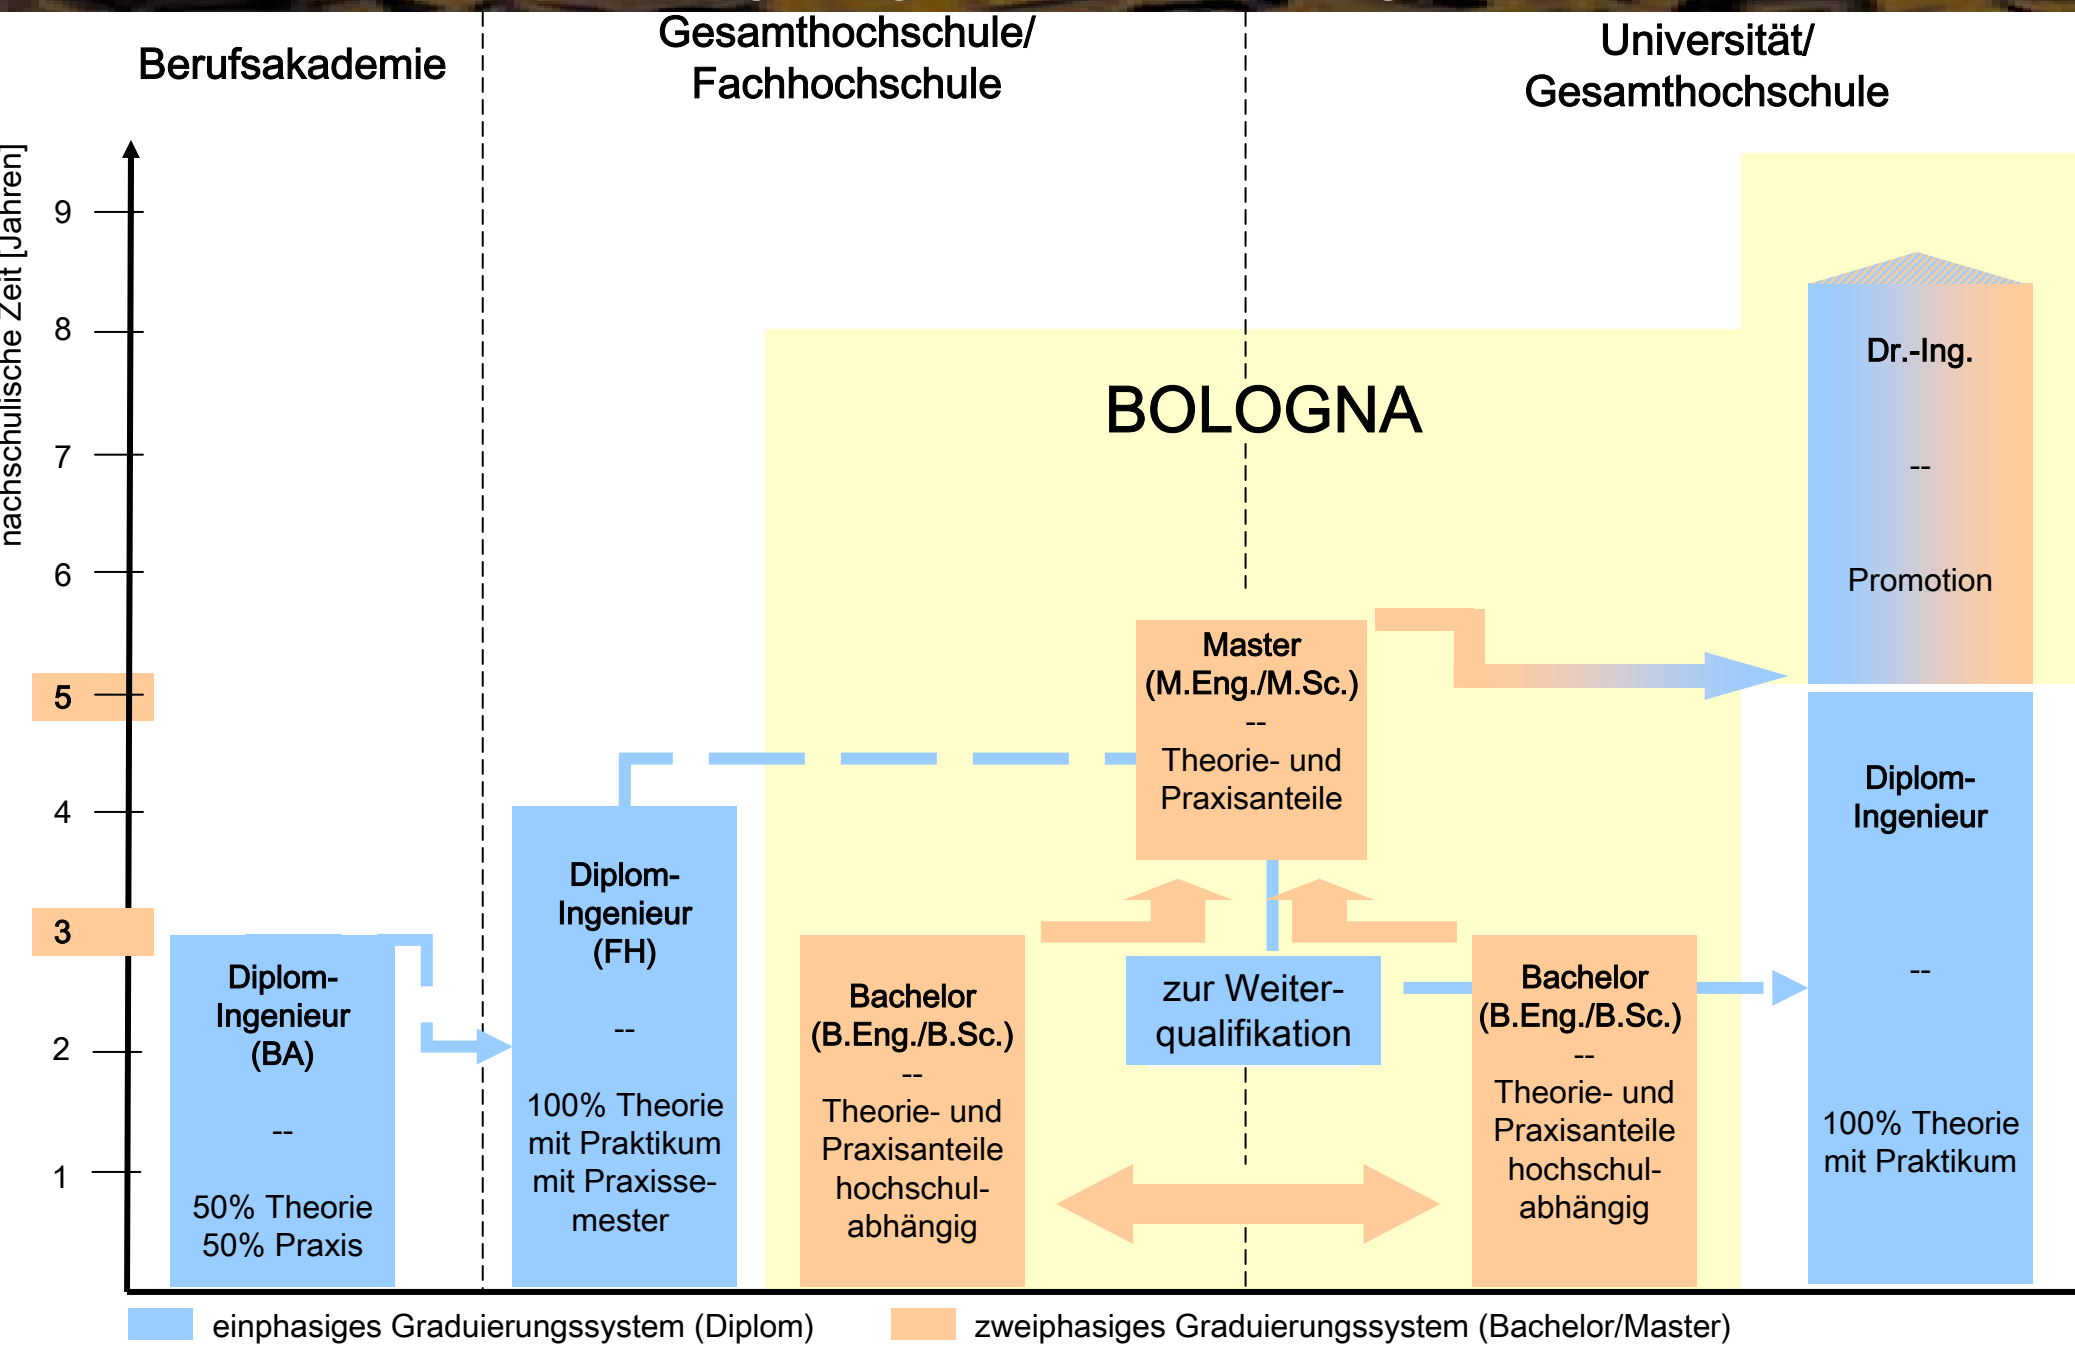 Berufsakademie
Gesamthochschule/
Fachhochschule
Universität/
Gesamthochschule
nachschulische Zeit [Jahren]
9
8
7
6
5
4
3
2
1
BOLOGNA
Diplom-
Ingenieur
(BA)
--
50% Theorie
50% Praxis
Diplom-
Ingenieur
(FH)
--
100% Theorie
mit Praktikum
mit Praxisse-
mester
Bachelor
(B.Eng./B.Sc.)
--
Theorie- und
Praxisanteile
hochschul-
abhängig
Master
(M.Eng./M.Sc.)
--
Theorie- und
Praxisanteile
zur Weiter-
qualifikation
Bachelor
(B.Eng./B.Sc.)
--
Theorie- und
Praxisanteile
hochschul-
abhängig
Dr.-Ing.
--
Promotion
Diplom-
Ingenieur
--
100% Theorie
mit Praktikum
einphasiges Graduierungssystem (Diplom)
zweiphasiges Graduierungssystem (Bachelor/Master)